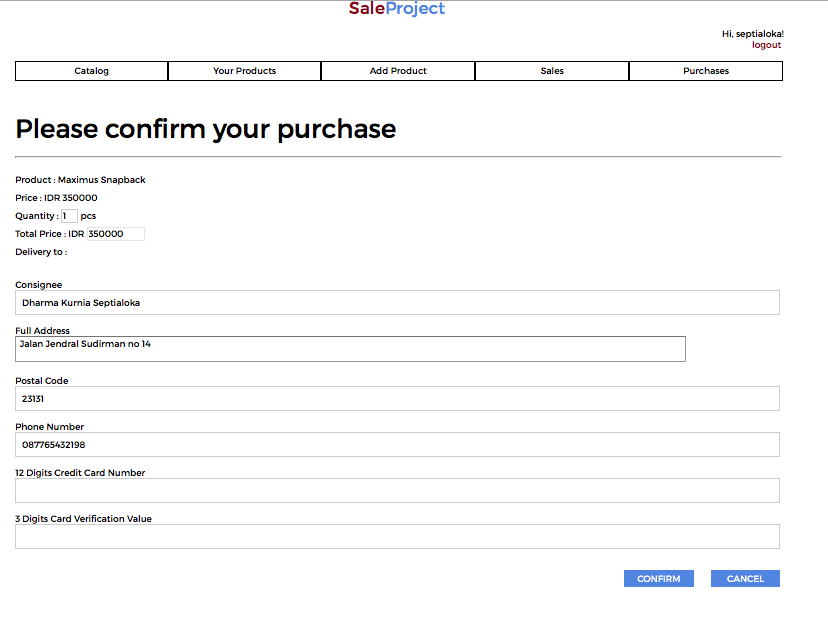 SaleProject
Hi, septialoka!
logout
Catalog Your Products Add Product Sales Purchases
Please confirm your purchase
Product : Maximus Snapback
Price : IDR 350000
Quantity : 1 pcs
Total Price : IDR 350000
Delivery to :
Consignee
Dharma Kurnia Septialoka
Full Address
Jalan Jendral Sudirman no 14
Postal Code
23131
Phone Number
087765432198
12 Digits Credit Card Number
3 Digits Card Verification Value
CONFIRM CANCEL